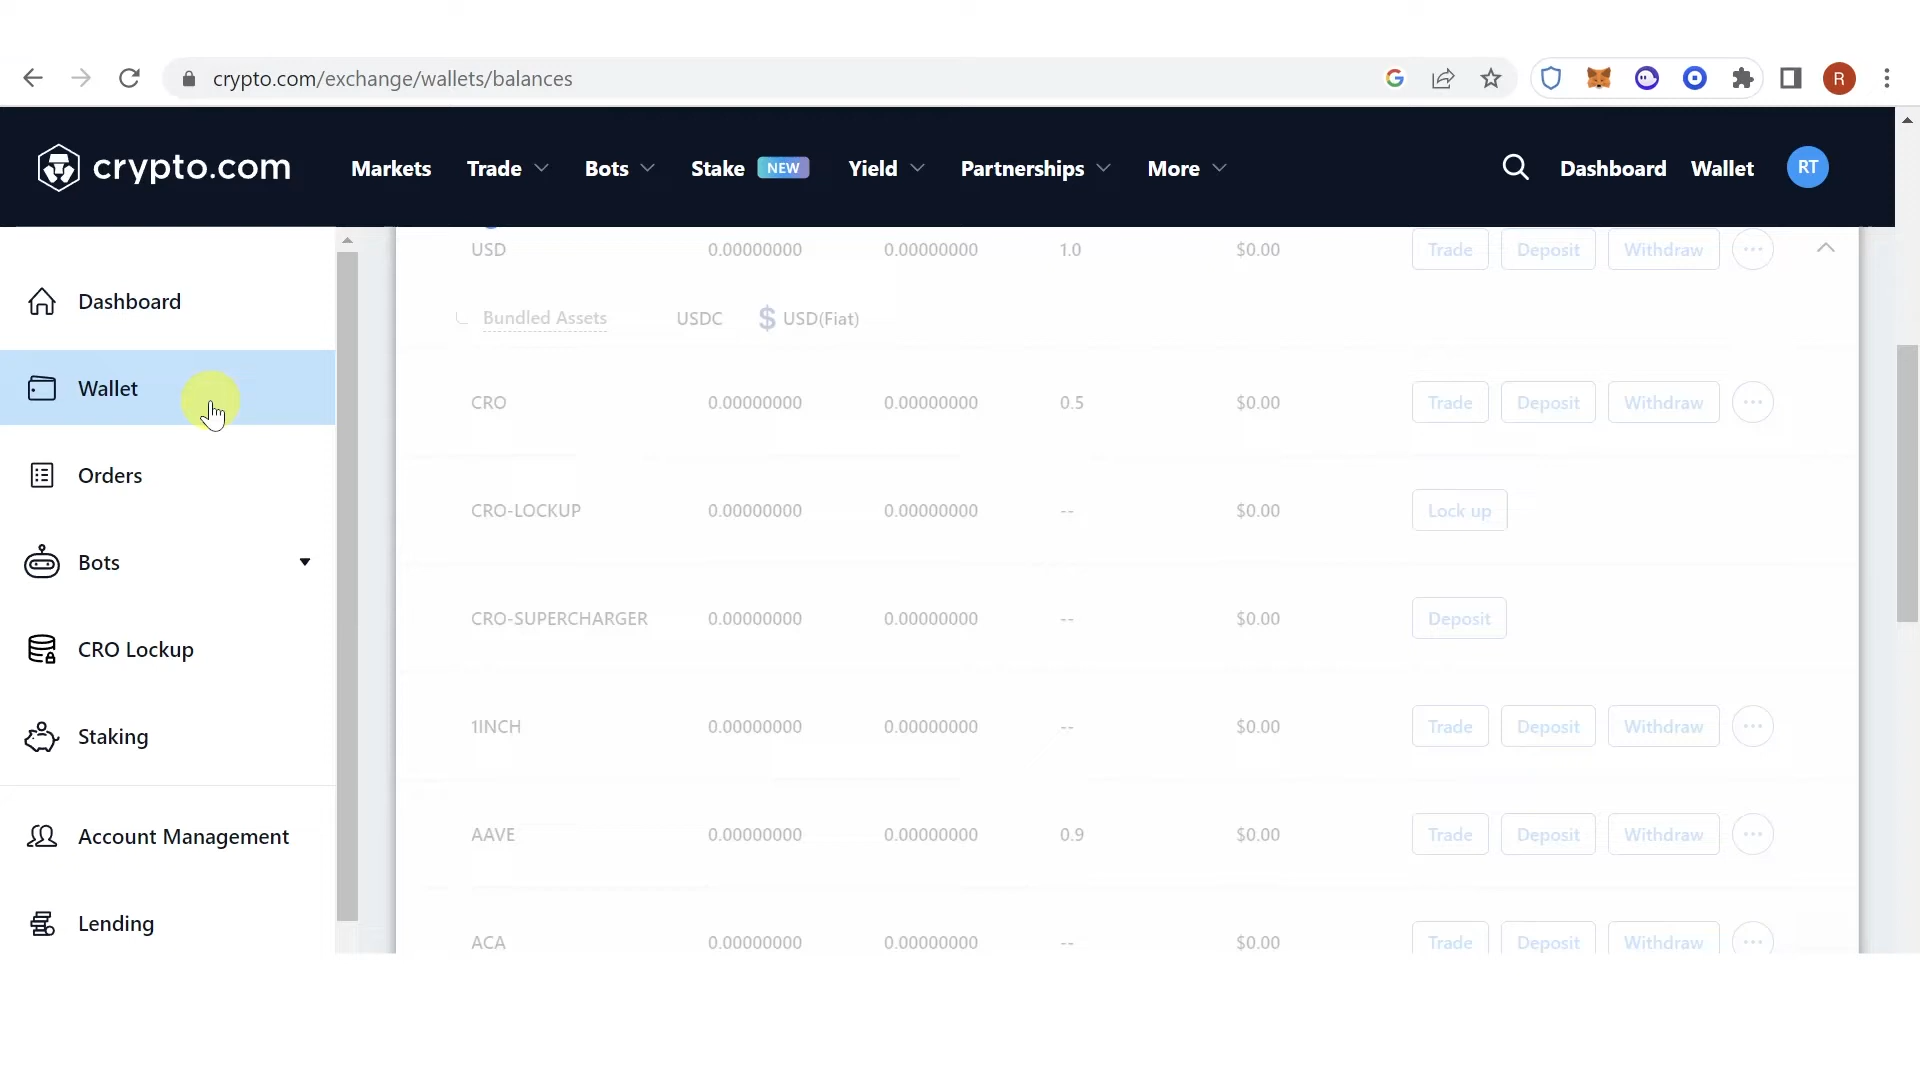 crypto.com/exchange/wallets/balances
R
crypto.com Markets Trade Bots Stake NEW Yield Partnerships More Dashboard Wallet RT
Dashboard
Wallet
Orders
Bots
CRO Lockup
Staking
Account Management
Lending
USD 0.00000000 0.00000000 1.0 $0.00 Trade Deposit Withdraw
Bundled Assets USDC $ USD(Fiat)
CRO 0.00000000 0.00000000 0.5 $0.00 Trade Deposit Withdraw
CRO-LOCKUP 0.00000000 0.00000000 -- $0.00 Lock up
CRO-SUPERCHARGER 0.00000000 0.00000000 -- $0.00 Deposit
1INCH 0.00000000 0.00000000 -- $0.00 Trade Deposit Withdraw
AAVE 0.00000000 0.00000000 0.9 $0.00 Trade Deposit Withdraw
ACA 0.00000000 0.00000000 -- $0.00 Trade Deposit Withdraw